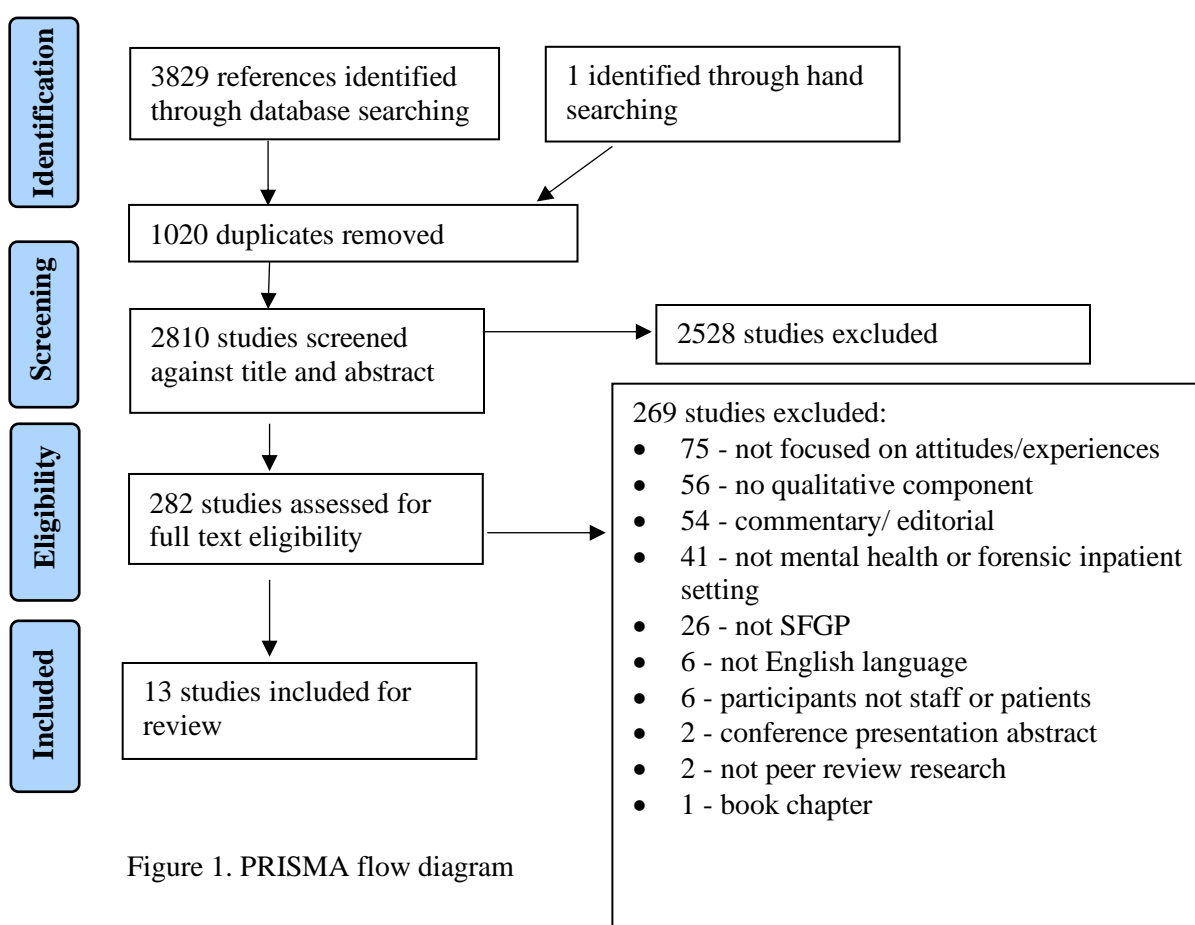 Identification
3829 references identified
through database searching
1 identified through hand
searching
1020 duplicates removed
Screening
2810 studies screened
against title and abstract
2528 studies excluded
Eligibility
282 studies assessed for
full text eligibility
269 studies excluded:
• 75 - not focused on attitudes/experiences
• 56 - no qualitative component
• 54 - commentary/ editorial
• 41 - not mental health or forensic inpatient
setting
• 26 - not SFGP
• 6 - not English language
• 6 - participants not staff or patients
• 2 - conference presentation abstract
• 2 - not peer review research
• 1 - book chapter
Included
13 studies included for
review
Figure 1. PRISMA flow diagram